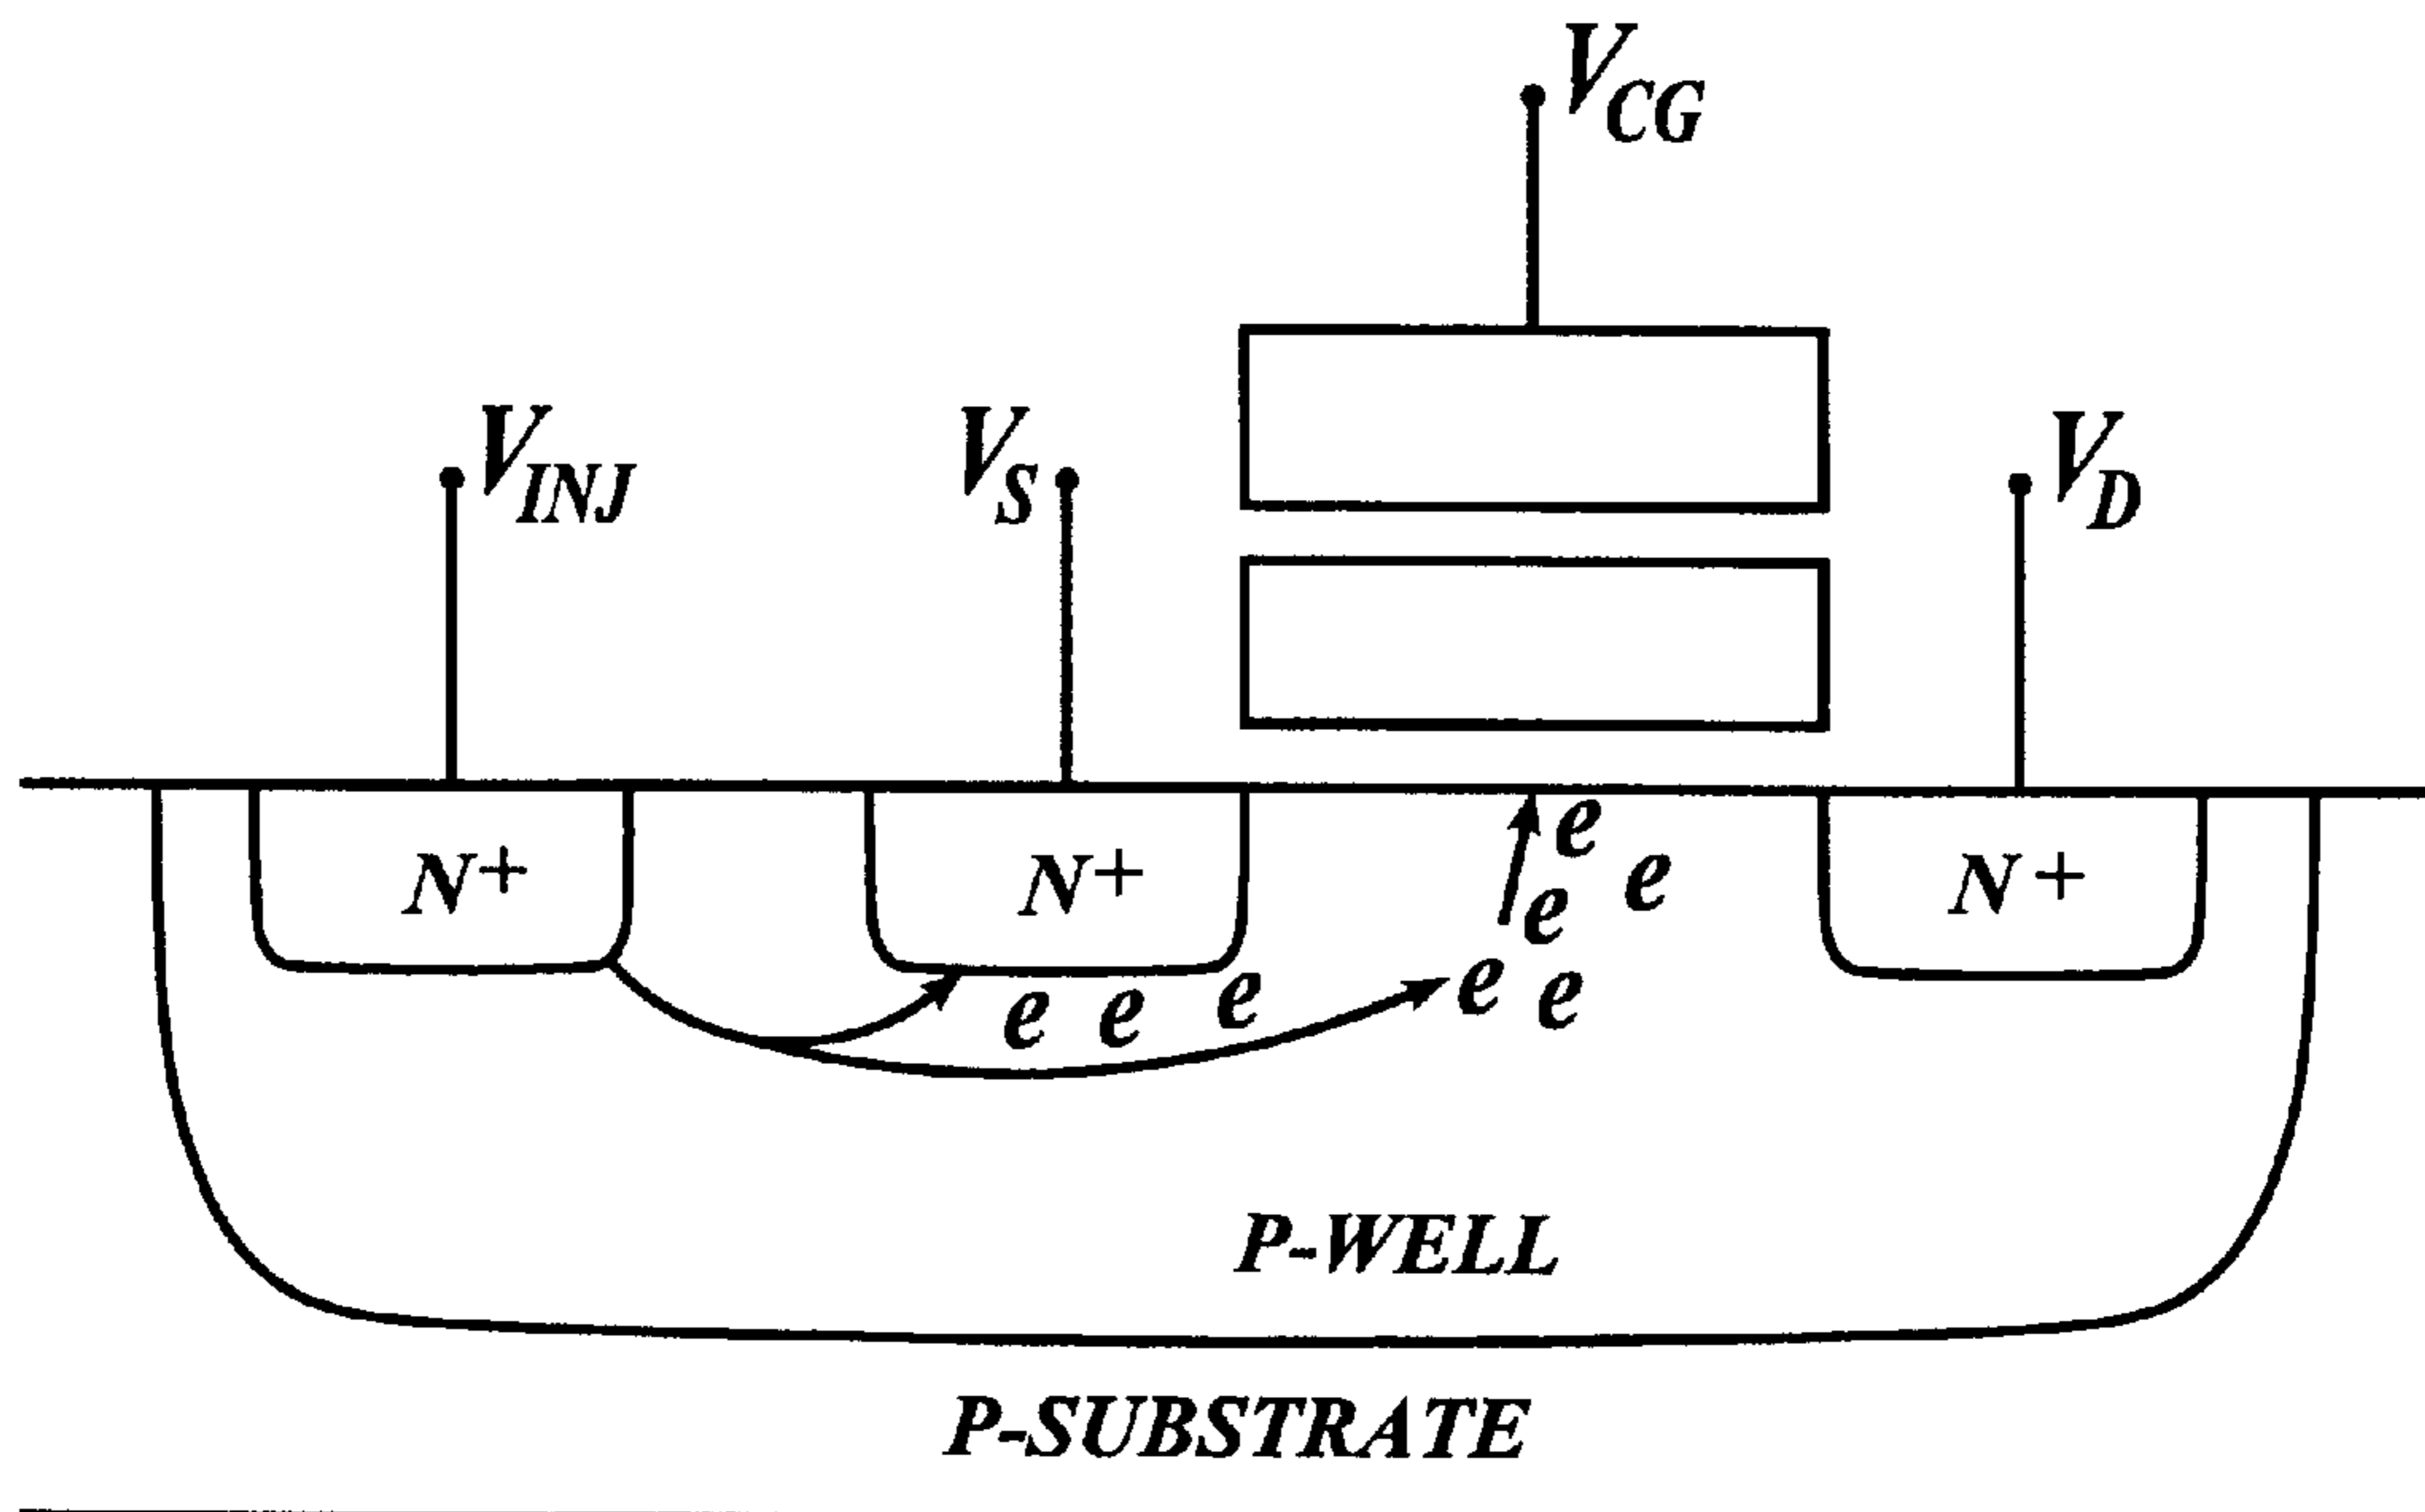 V_CG
V_INJ V_S V_D
N+ N+ e e N+
e
e e e e e
P-WELL
P-SUBSTRATE